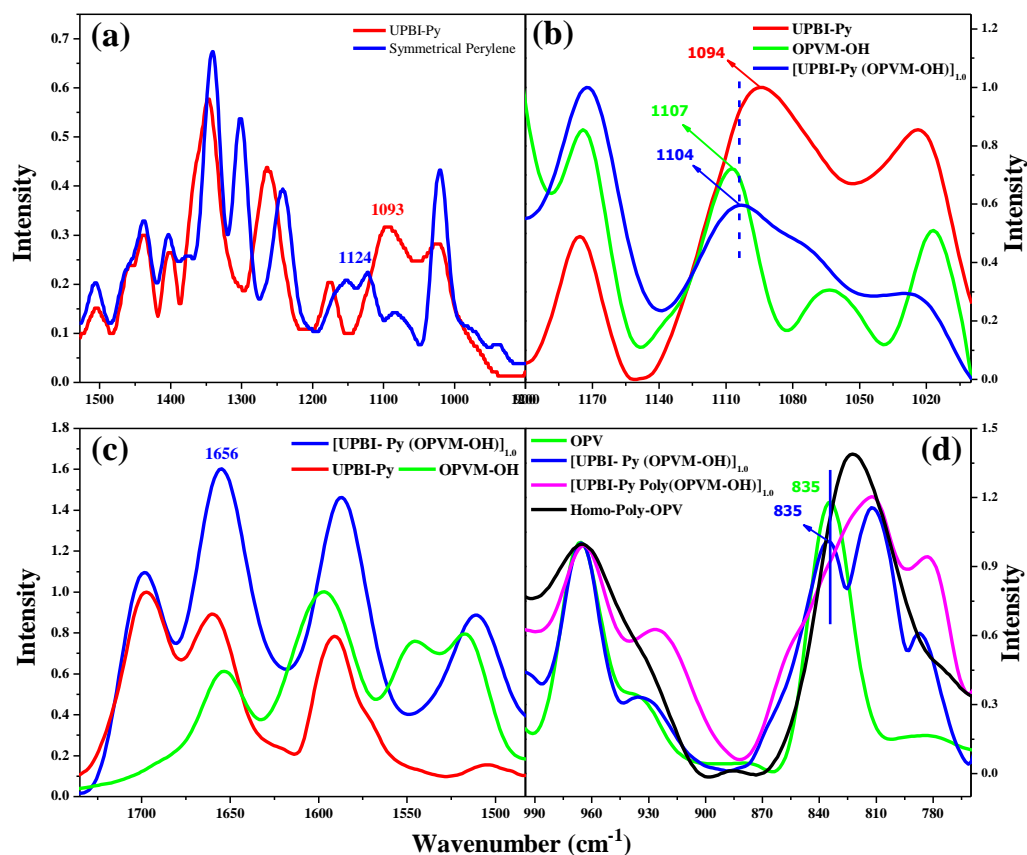 (a)
UPBI-Py
Symmetrical Perylene
1093
1124
0.7
0.6
0.5
0.4
0.3
0.2
0.1
0.0
Intensity
1500 1400 1300 1200 1100 1000
(b)
UPBI-Py
OPVM-OH
[UPBI-Py (OPVM-OH)]1.0
1094
1107
1104
1.2
1.0
0.8
0.6
0.4
0.2
0.0
Intensity
1170 1110 1080 1050 1020
(c)
[UPBI- Py (OPVM-OH)]1.0
UPBI-Py OPVM-OH
1656
1.8
1.6
1.4
1.2
1.0
0.8
0.6
0.4
0.2
0.0
Intensity
1700 1650 1600 1550 1500
(d)
OPV
[UPBI- Py (OPVM-OH)]1.0
[UPBI-Py Poly(OPVM-OH)]1.0
Homo-Poly-OPV
835
835
1.5
1.2
0.9
0.6
0.3
0.0
Intensity
990 960 930 900 870 840 810 780
Wavenumber (cm-1)